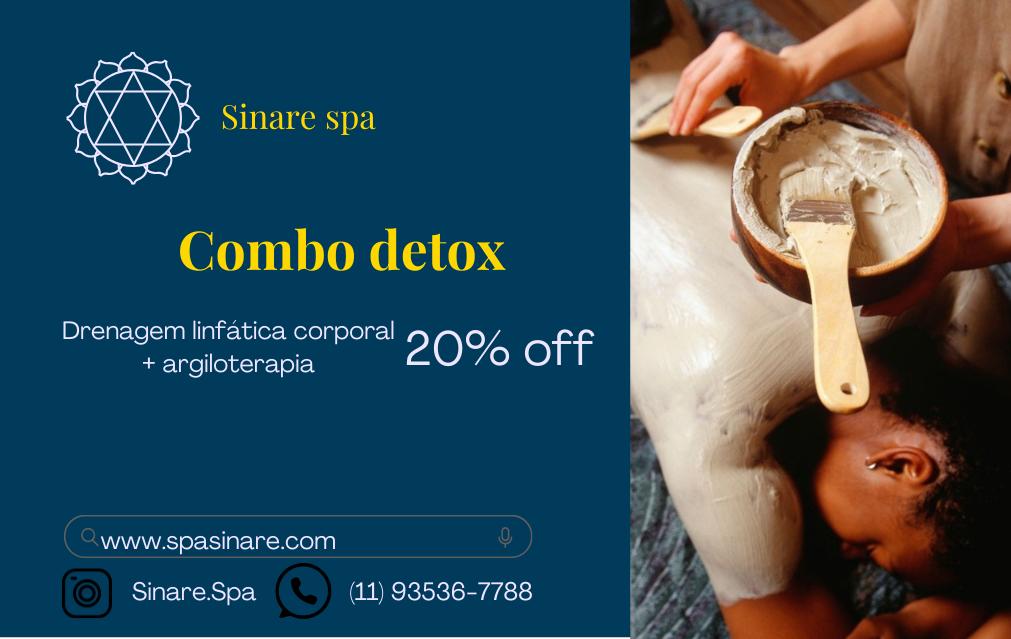 Sinare spa
Combo detox
Drenagem linfática corporal
+ argiloterapia
20% off
www.spasinare.com
Sinare.Spa
(11) 93536-7788